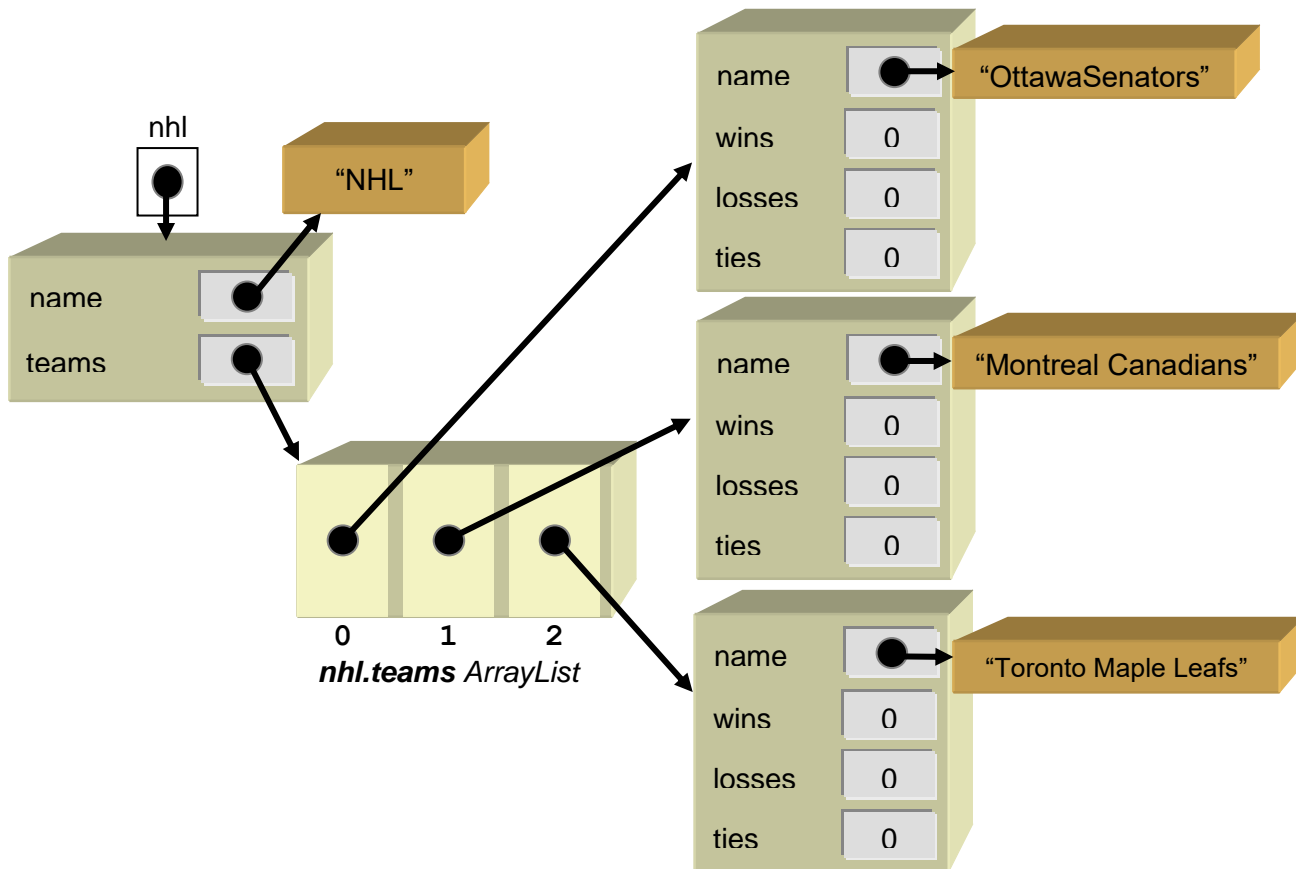 nhl
“NHL”
name
teams
0 1 2
nhl.teams ArrayList
name
“OttawaSenators”
wins 0
losses 0
ties 0
name
“Montreal Canadians”
wins 0
losses 0
ties 0
name
“Toronto Maple Leafs”
wins 0
losses 0
ties 0